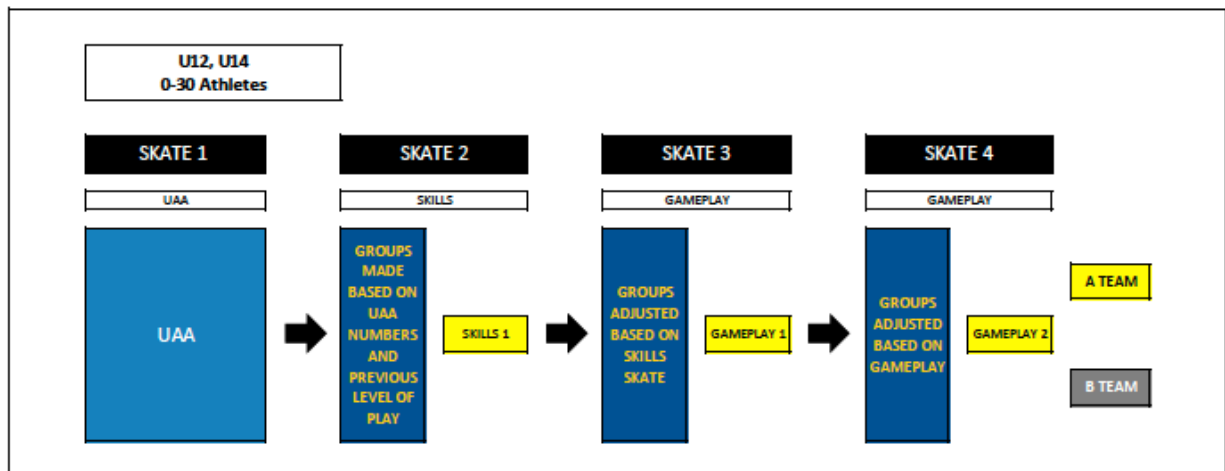 U12, U14
0-30 Athletes
SKATE 1
SKATE 2
SKATE 3
SKATE 4
UAA
SKILLS
GAMEPLAY
GAMEPLAY
UAA
GROUPS
MADE
BASED ON
UAA
NUMBERS
AND
PREVIOUS
LEVEL OF
PLAY
SKILLS 1
GROUPS
ADJUSTED
BASED ON
SKILLS
SKATE
GAMEPLAY 1
GROUPS
ADJUSTED
BASED ON
GAMEPLAY
GAMEPLAY 2
A TEAM
B TEAM